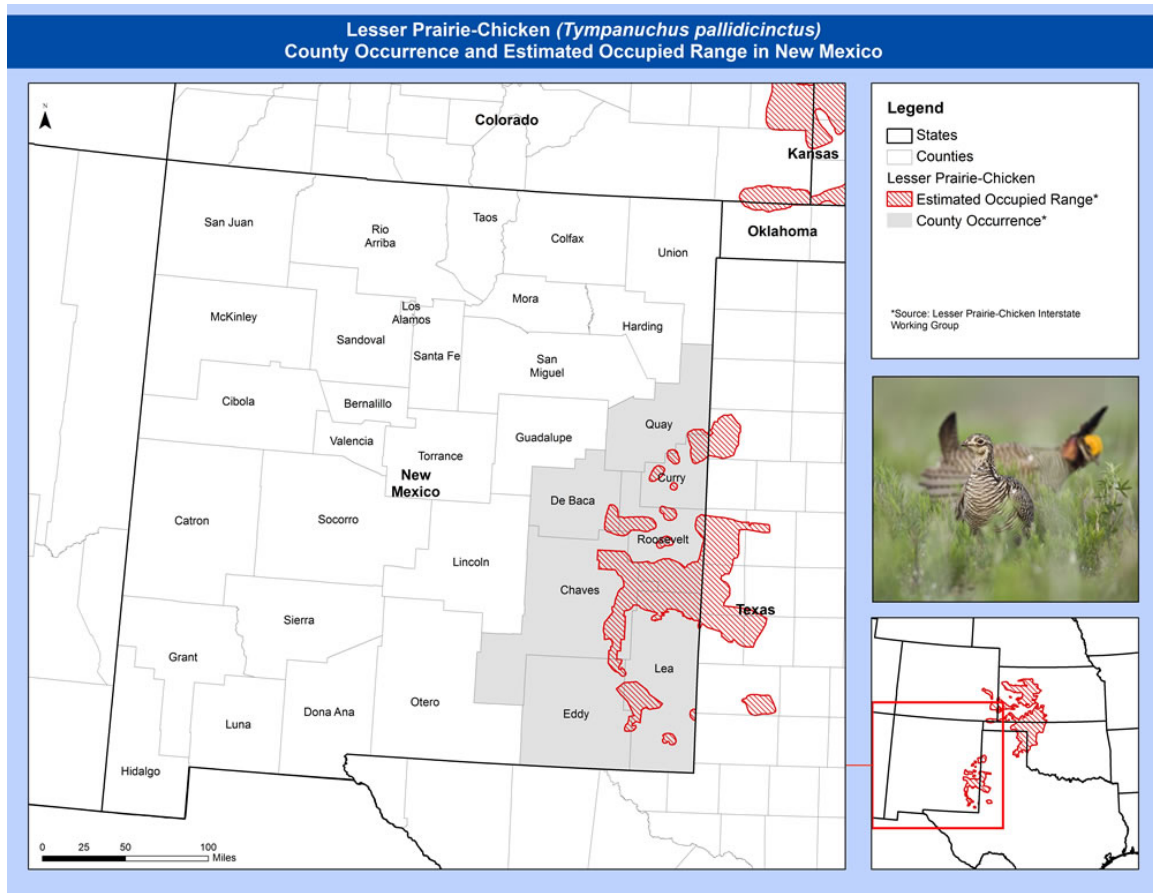 Lesser Prairie-Chicken (Tympanuchus pallidicinctus)
County Occurrence and Estimated Occupied Range in New Mexico
N
Colorado
Kansas
Oklahoma
San Juan
Rio
Arriba
Taos
Colfax
Union
McKinley
Los
Alamos
Sandoval
Santa Fe
Mora
Harding
San
Miguel
Cibola
Bernalillo
Valencia
Torrance
Guadalupe
Quay
Curry
New
Mexico
De Baca
Roosevelt
Catron
Socorro
Lincoln
Chaves
Texas
Sierra
Grant
Lea
Otero
Eddy
Luna
Dona Ana
Hidalgo
0 25 50 100
Miles
Legend
States
Counties
Lesser Prairie-Chicken
Estimated Occupied Range*
County Occurrence*
*Source: Lesser Prairie-Chicken Interstate
Working Group